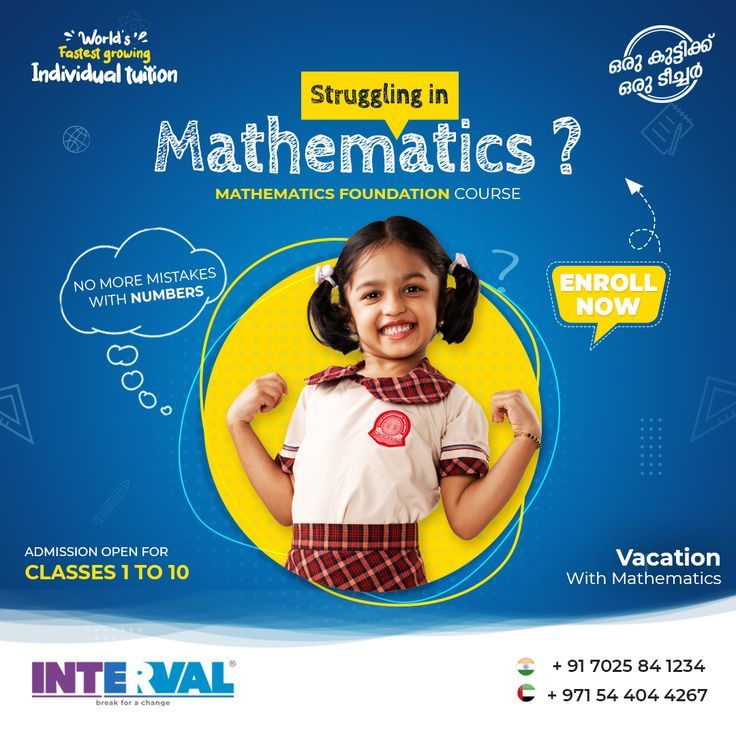 World's
Fastest growing
Individual tuition
ഒരു കുട്ടിക്ക്
ഒരു ടീച്ചർ
Struggling in
Mathematics ?
MATHEMATICS FOUNDATION COURSE
NO MORE MISTAKES
WITH NUMBERS
ENROLL
NOW
ADMISSION OPEN FOR
CLASSES 1 TO 10
Vacation
With Mathematics
INTERVAL®
break for a change
+ 91 7025 84 1234
+ 971 54 404 4267